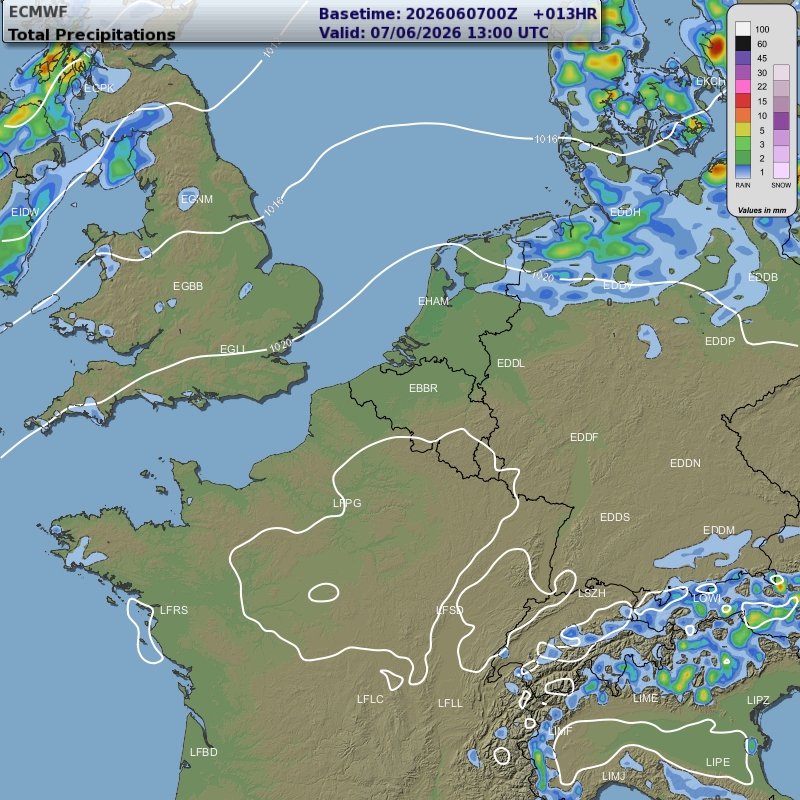 ECMWF
Basetime: 2026060700Z +013HR
Total Precipitations
Valid: 07/06/2026 13:00 UTC
100
60
45
30
22
15
10
5
3
2
1
RAIN
SNOW
Values in mm
EGPK
EKCH
1016
EIDW
EGNM
1016
EDDH
EGBB
1020
EDDV
EDDB
EHAM
EGLL
1020
EDDP
EDDL
EBBR
EDDF
EDDN
LFPG
EDDS
EDDM
LFRS
LFSD
LSZH
LOWI
LFLC
LFLL
LIME
LIPZ
LIMF
LFBD
LIPE
LIMJ